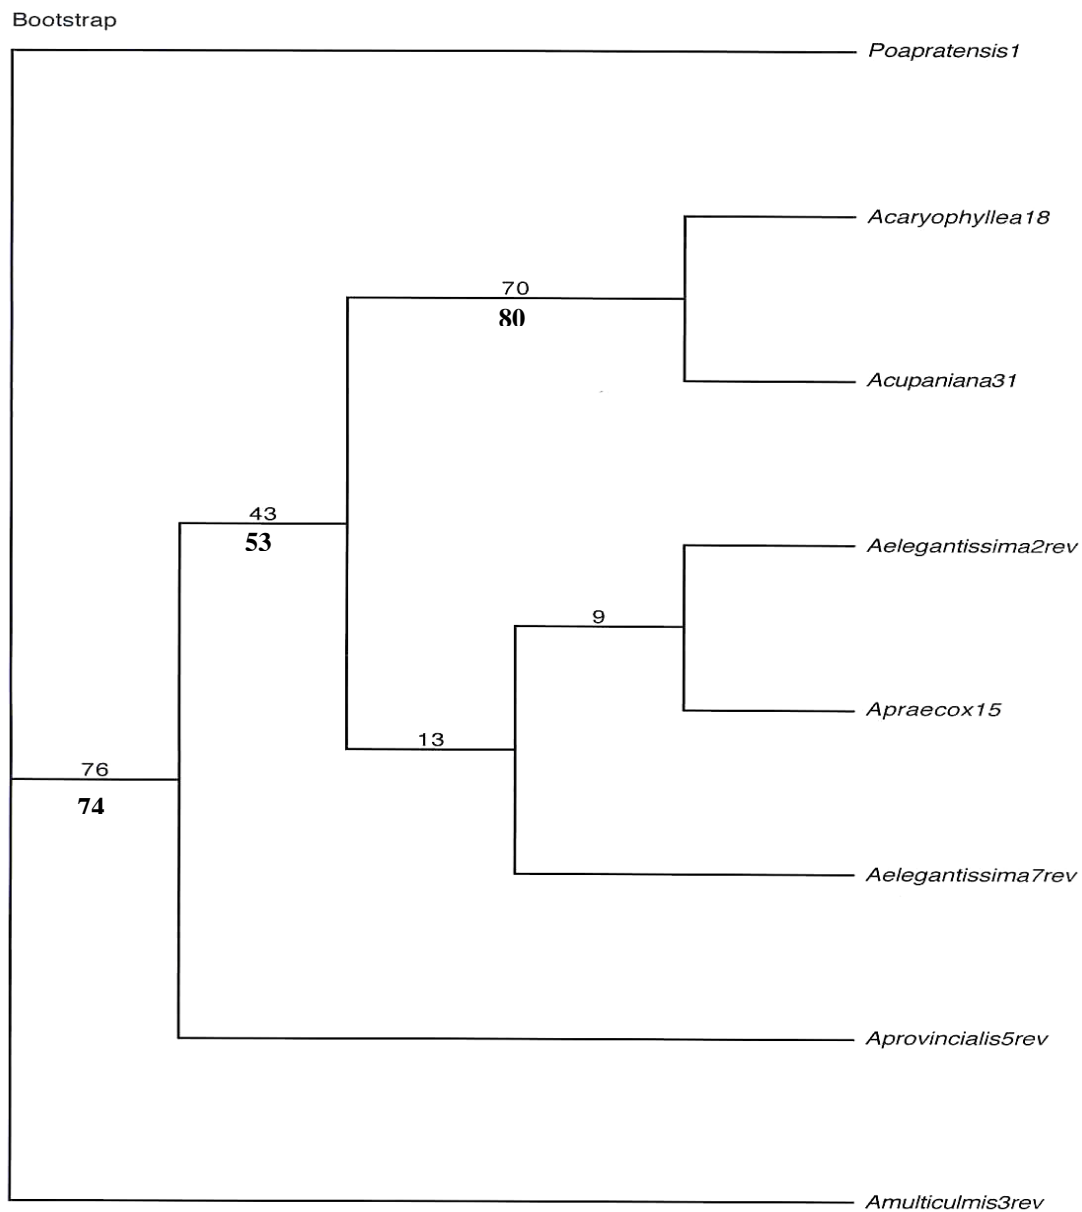 Bootstrap
Poapratensis1
Acaryophyllea18
70
80
Acupaniana31
43
53
Aelegantissima2rev
9
Apraecox15
13
76
74
Aelegantissima7rev
Aprovincialis5rev
Amulticulmis3rev